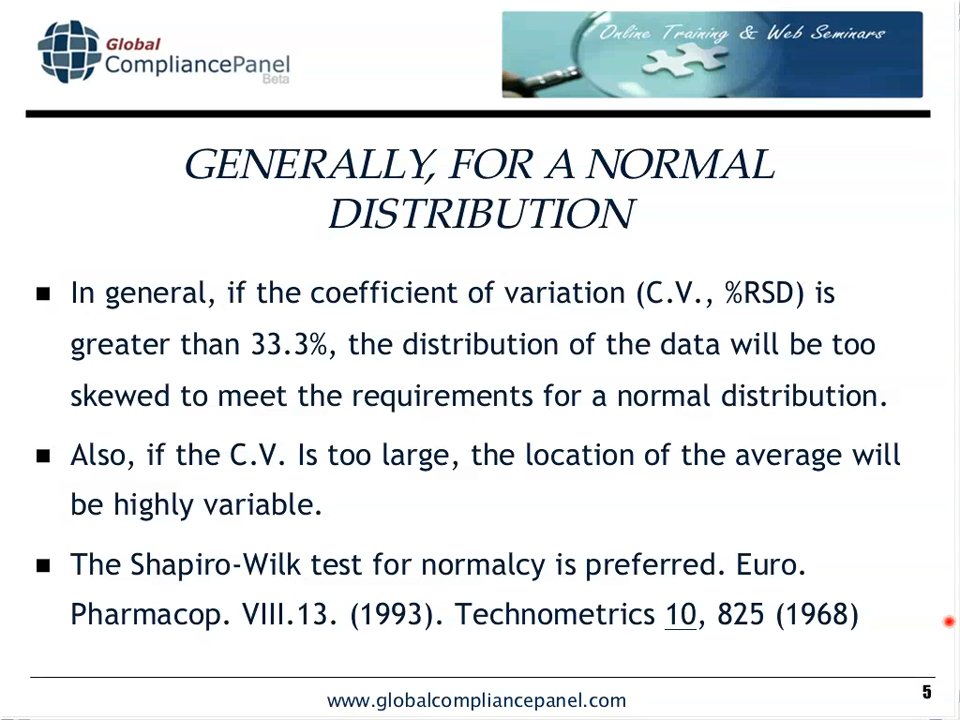 Global
CompliancePanel
Beta
Online Training & Web Seminars
GENERALLY, FOR A NORMAL
DISTRIBUTION
In general, if the coefficient of variation (C.V., %RSD) is
greater than 33.3%, the distribution of the data will be too
skewed to meet the requirements for a normal distribution.
Also, if the C.V. Is too large, the location of the average will
be highly variable.
The Shapiro-Wilk test for normalcy is preferred. Euro.
Pharmacop. VIII.13. (1993). Technometrics 10, 825 (1968)
www.globalcompliancepanel.com
5